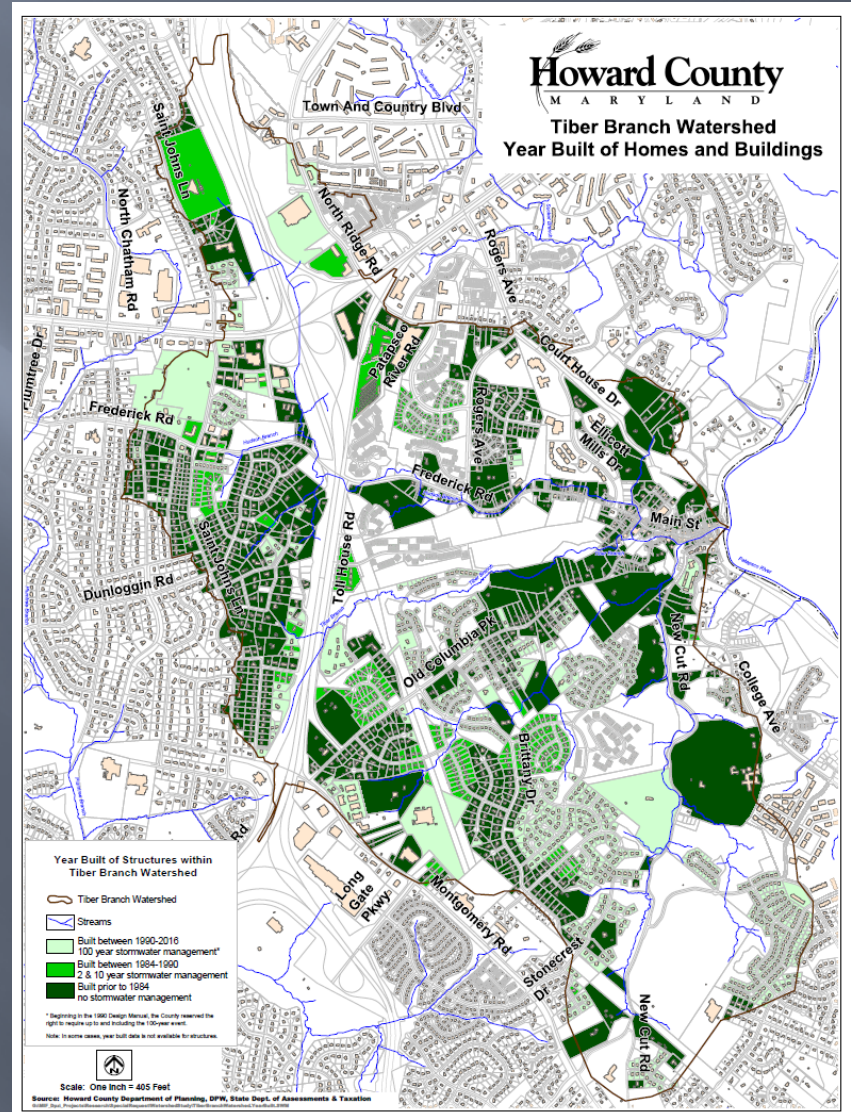 Howard County
MARYLAND
Tiber Branch Watershed
Year Built of Homes and Buildings
Town And Country Blvd
Saint Johns Ln
North Chatham Rd
North Ridge Rd
Rogers Ave
Plumtree Dr
Patapsco
River Rd
Court House Dr
Frederick Rd
Rogers Ave
Ellicott
Mills Dr
Frederick Rd
Main St
Saint Johns Ln
Toll House Rd
Dunloggin Rd
Tiber Branch
Tiber Branch
Old Columbia Pk
New Cut Rd
College Ave
Brittany Dr
Rd
Long
Gate
Pkwy
Montgomery Rd
Stonecrest
Dr
New Cut Rd
Year Built of Structures within
Tiber Branch Watershed
Tiber Branch Watershed
Streams
Built between 1990-2016
100 year stormwater management*
Built between 1984-1990
2 & 10 year stormwater management
Built prior to 1984
no stormwater management
* Beginning in the 1990 Design Manual, the County reserved the
right to require up to and including the 100-year event.
Note: In some cases, year built data is not available for structures.
N
Scale: One Inch = 405 Feet
Source: Howard County Department of Planning, DPW, State Dept. of Assessments & Taxation